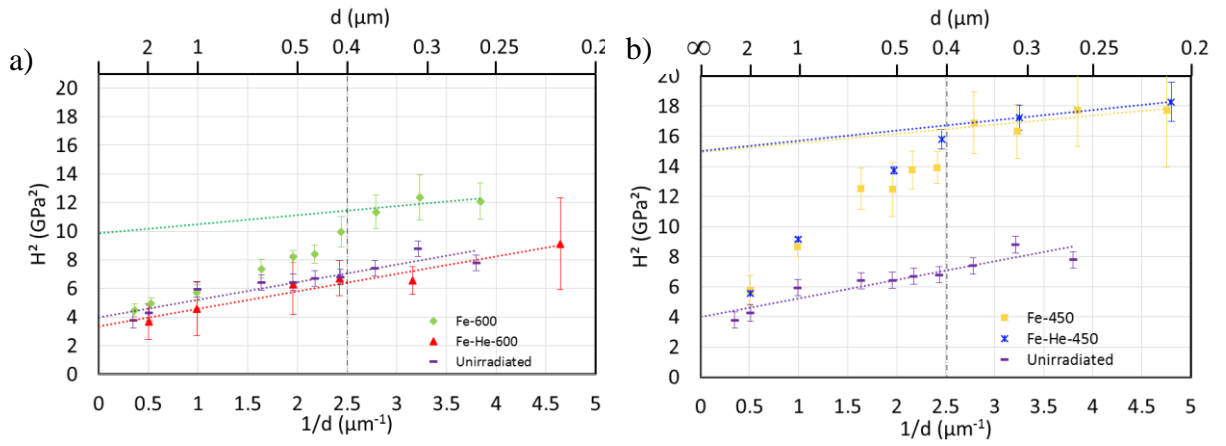 d (µm)
2 1 0.5 0.4 0.3 0.25 0.2
a)
H² (GPa²)
20
18
16
14
12
10
8
6
4
2
0
Fe-600
Fe-He-600
Unirradiated
0 0.5 1 1.5 2 2.5 3 3.5 4 4.5 5
1/d (µm⁻¹)
d (µm)
∞ 2 1 0.5 0.4 0.3 0.25 0.2
b)
H² (GPa²)
20
18
16
14
12
10
8
6
4
2
0
Fe-450
Fe-He-450
Unirradiated
0 0.5 1 1.5 2 2.5 3 3.5 4 4.5 5
1/d (µm⁻¹)